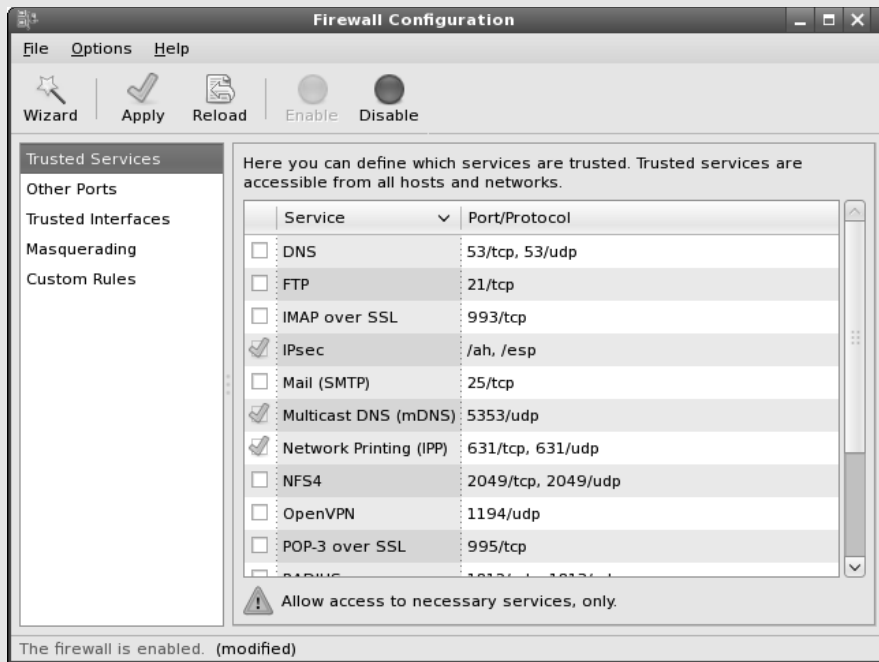 Firewall Configuration
File Options Help
Wizard Apply Reload Enable Disable
Trusted Services
Other Ports
Trusted Interfaces
Masquerading
Custom Rules
Here you can define which services are trusted. Trusted services are
accessible from all hosts and networks.
Service Port/Protocol
DNS 53/tcp, 53/udp
FTP 21/tcp
IMAP over SSL 993/tcp
IPsec /ah, /esp
Mail (SMTP) 25/tcp
Multicast DNS (mDNS) 5353/udp
Network Printing (IPP) 631/tcp, 631/udp
NFS4 2049/tcp, 2049/udp
OpenVPN 1194/udp
POP-3 over SSL 995/tcp
Allow access to necessary services, only.
The firewall is enabled. (modified)